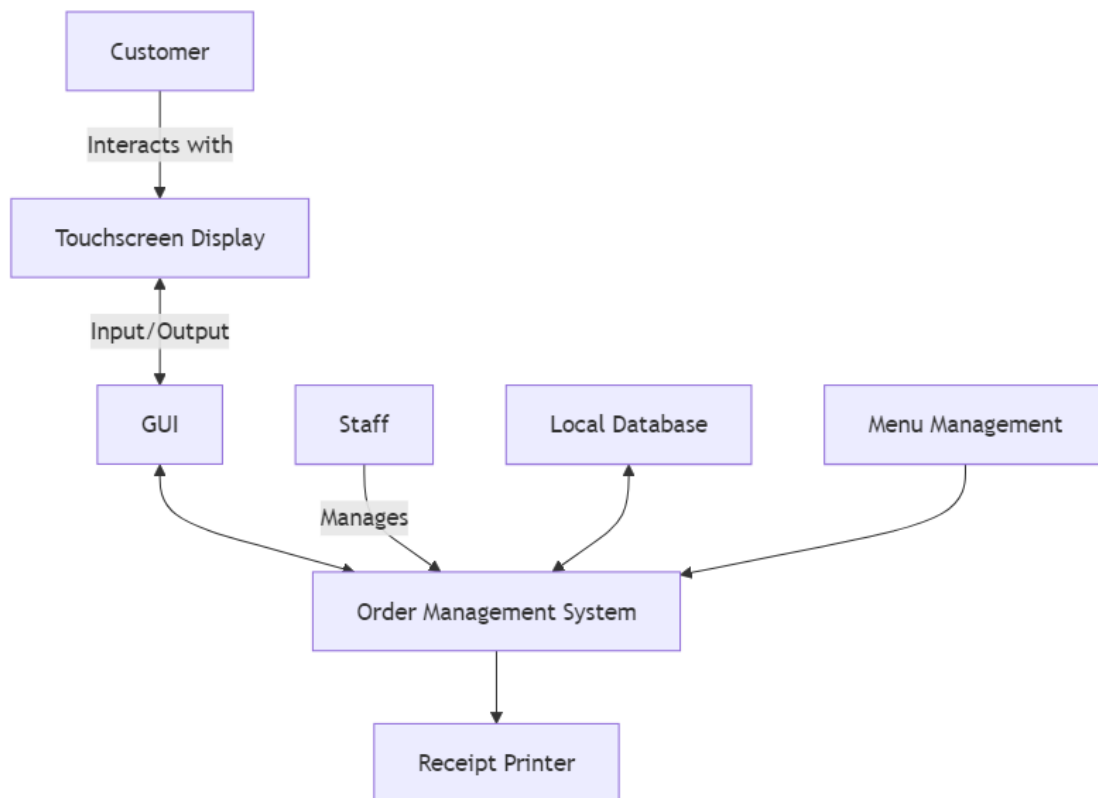 Customer
Interacts with
Touchscreen Display
Input/Output
GUI
Staff
Local Database
Menu Management
Manages
Order Management System
Receipt Printer